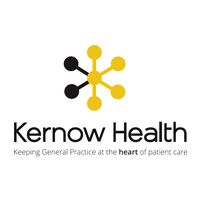 Kernow Health
Keeping General Practice at the heart of patient care